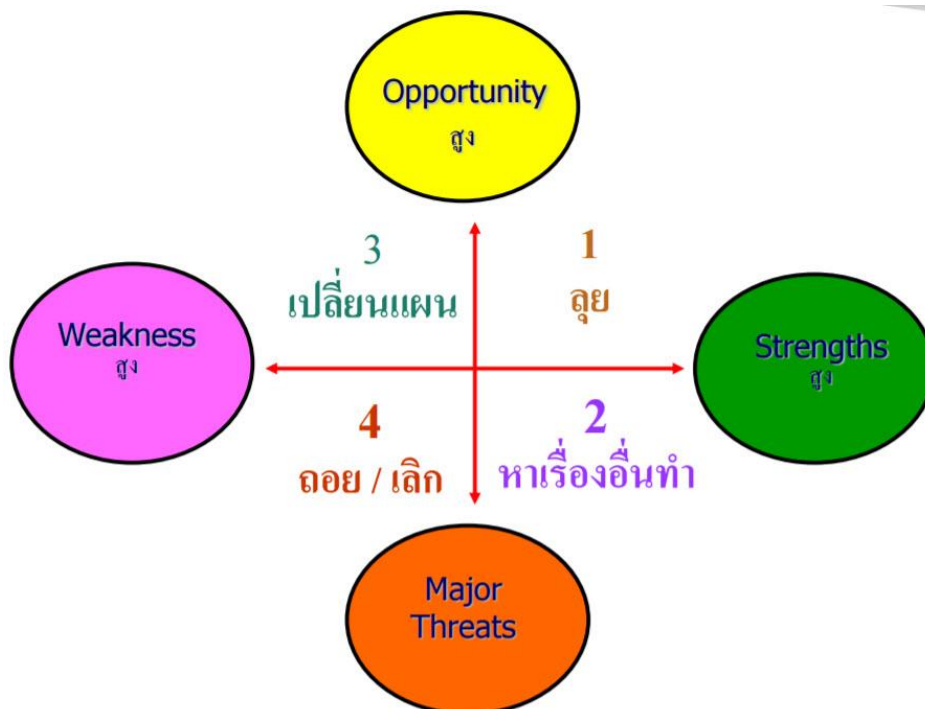 Opportunity
สูง
3
เปลี่ยนแผน
1
ลุย
Weakness
สูง
Strengths
สูง
4
ถอย / เลิก
2
หาเรื่องอื่นทำ
Major
Threats